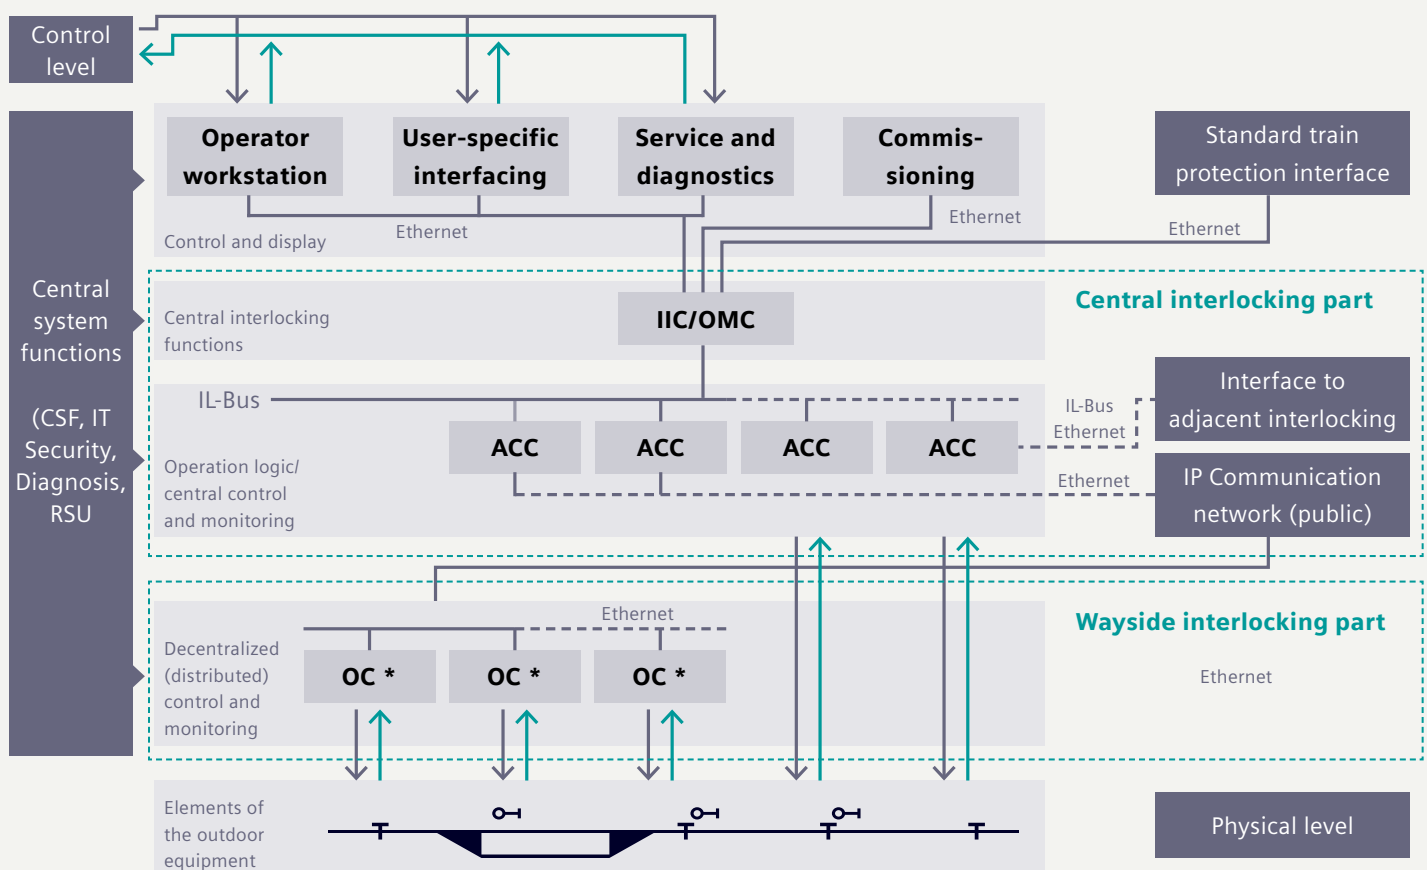 Control
level
Operator
workstation
User-specific
interfacing
Service and
diagnostics
Commis-
sioning
Standard train
protection interface
Ethernet
Ethernet
Ethernet
Control and display
Central
system
functions
(CSF, IT
Security,
Diagnosis,
RSU
Central interlocking part
Central interlocking
functions
IIC/OMC
IL-Bus
IL-Bus
Ethernet
Interface to
adjacent interlocking
ACC
ACC
ACC
ACC
Operation logic/
central control
and monitoring
Ethernet
IP Communication
network (public)
Wayside interlocking part
Ethernet
Ethernet
Decentralized
(distributed)
control and
monitoring
OC *
OC *
OC *
Elements of
the outdoor
equipment
Physical level